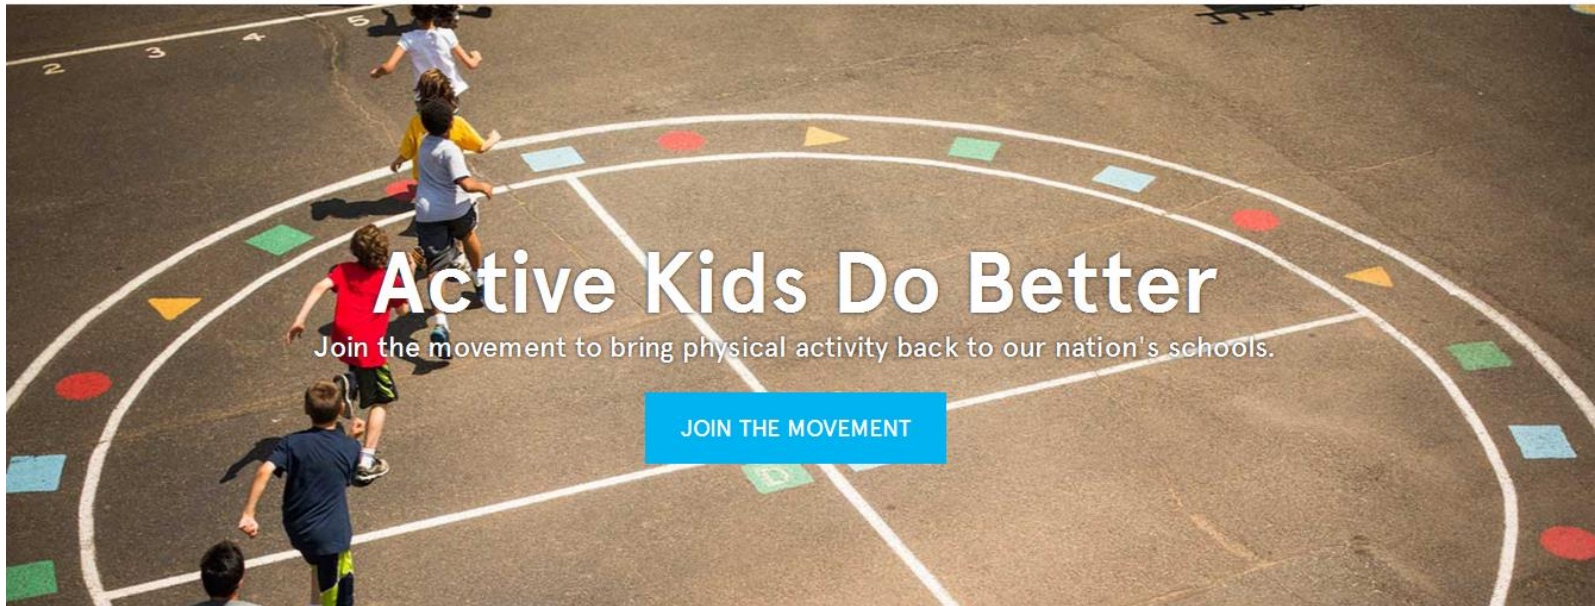 2 3 4 5
Active Kids Do Better
Join the movement to bring physical activity back to our nation's schools.
JOIN THE MOVEMENT
D